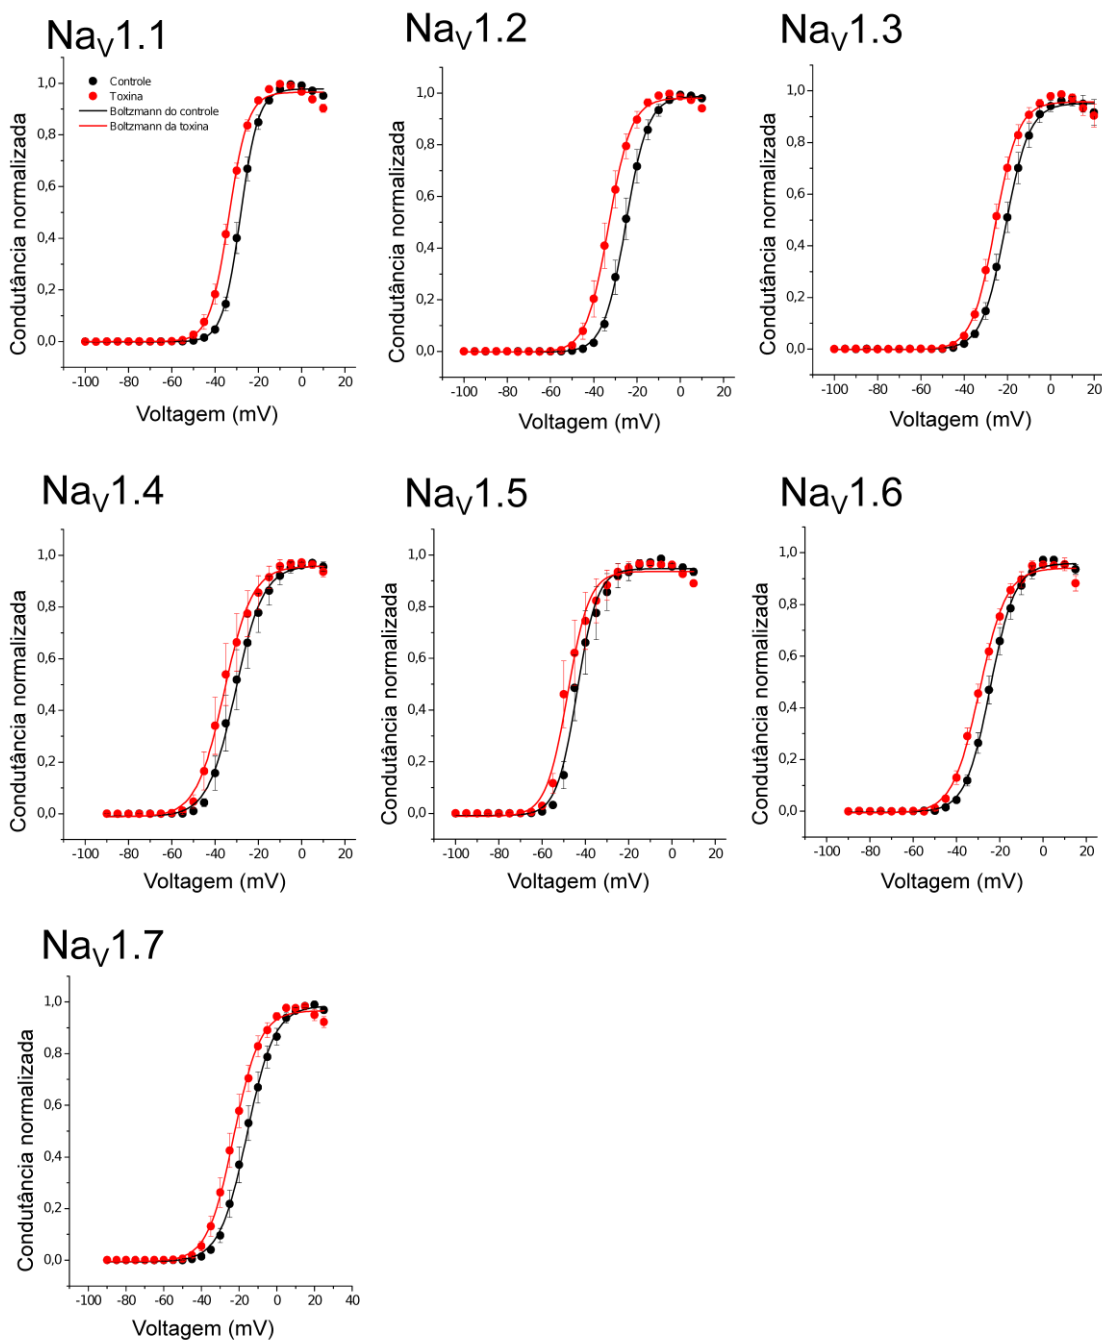 Na_V1.1
Controle
Toxina
Boltzmann do controle
Boltzmann da toxina
Condutância normalizada
1,0
0,8
0,6
0,4
0,2
0,0
-100 -80 -60 -40 -20 0 20
Voltagem (mV)
Na_V1.2
Condutância normalizada
1,0
0,8
0,6
0,4
0,2
0,0
-100 -80 -60 -40 -20 0 20
Voltagem (mV)
Na_V1.3
Condutância normalizada
1,0
0,8
0,6
0,4
0,2
0,0
-100 -80 -60 -40 -20 0 20
Voltagem (mV)
Na_V1.4
Condutância normalizada
1,0
0,8
0,6
0,4
0,2
0,0
-100 -80 -60 -40 -20 0 20
Voltagem (mV)
Na_V1.5
Condutância normalizada
1,0
0,8
0,6
0,4
0,2
0,0
-100 -80 -60 -40 -20 0 20
Voltagem (mV)
Na_V1.6
Condutância normalizada
1,0
0,8
0,6
0,4
0,2
0,0
-100 -80 -60 -40 -20 0 20
Voltagem (mV)
Na_V1.7
Condutância normalizada
1,0
0,8
0,6
0,4
0,2
0,0
-100 -80 -60 -40 -20 0 20 40
Voltagem (mV)